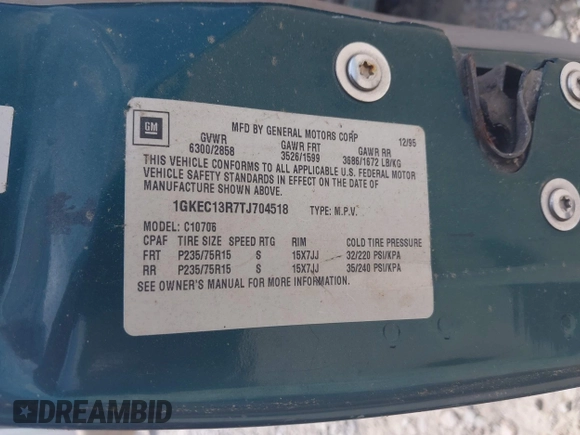 GM
MFD BY GENERAL MOTORS CORP 12/95
GVWR GAWR FRT GAWR RR
6300/2858 3526/1599 3686/1672 LB/KG
THIS VEHICLE CONFORMS TO ALL APPLICABLE U.S. FEDERAL MOTOR
VEHICLE SAFETY STANDARDS IN EFFECT ON THE DATE OF
MANUFACTURE SHOWN ABOVE.
1GKEC13R7TJ704518 TYPE: M.P.V.
MODEL: C10706
CPAF TIRE SIZE SPEED RTG RIM COLD TIRE PRESSURE
FRT P235/75R15 S 15X7JJ 32/220 PSI/KPA
RR P235/75R15 S 15X7JJ 35/240 PSI/KPA
SEE OWNER'S MANUAL FOR MORE INFORMATION.
DREAMBID